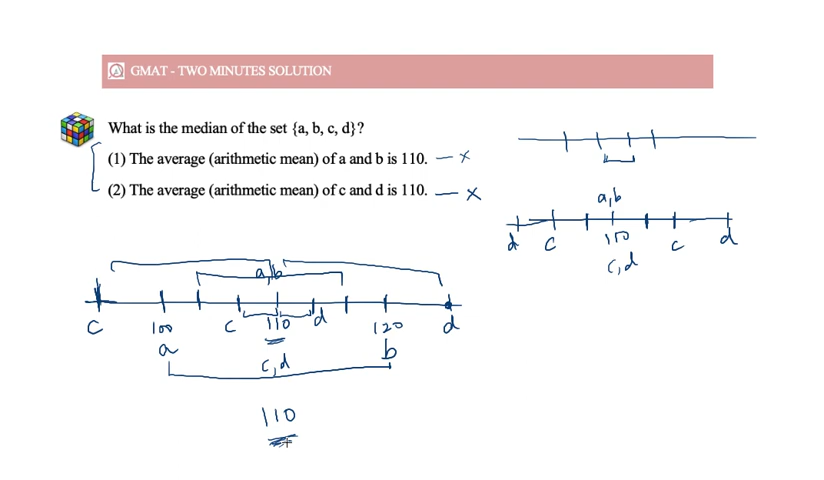 GMAT - TWO MINUTES SOLUTION
What is the median of the set {a, b, c, d}?
(1) The average (arithmetic mean) of a and b is 110. — x
(2) The average (arithmetic mean) of c and d is 110. — x
a,b
d c 110 c d
c,d
a,b
c 100 c 110 d 120 d
a b
c,d
110